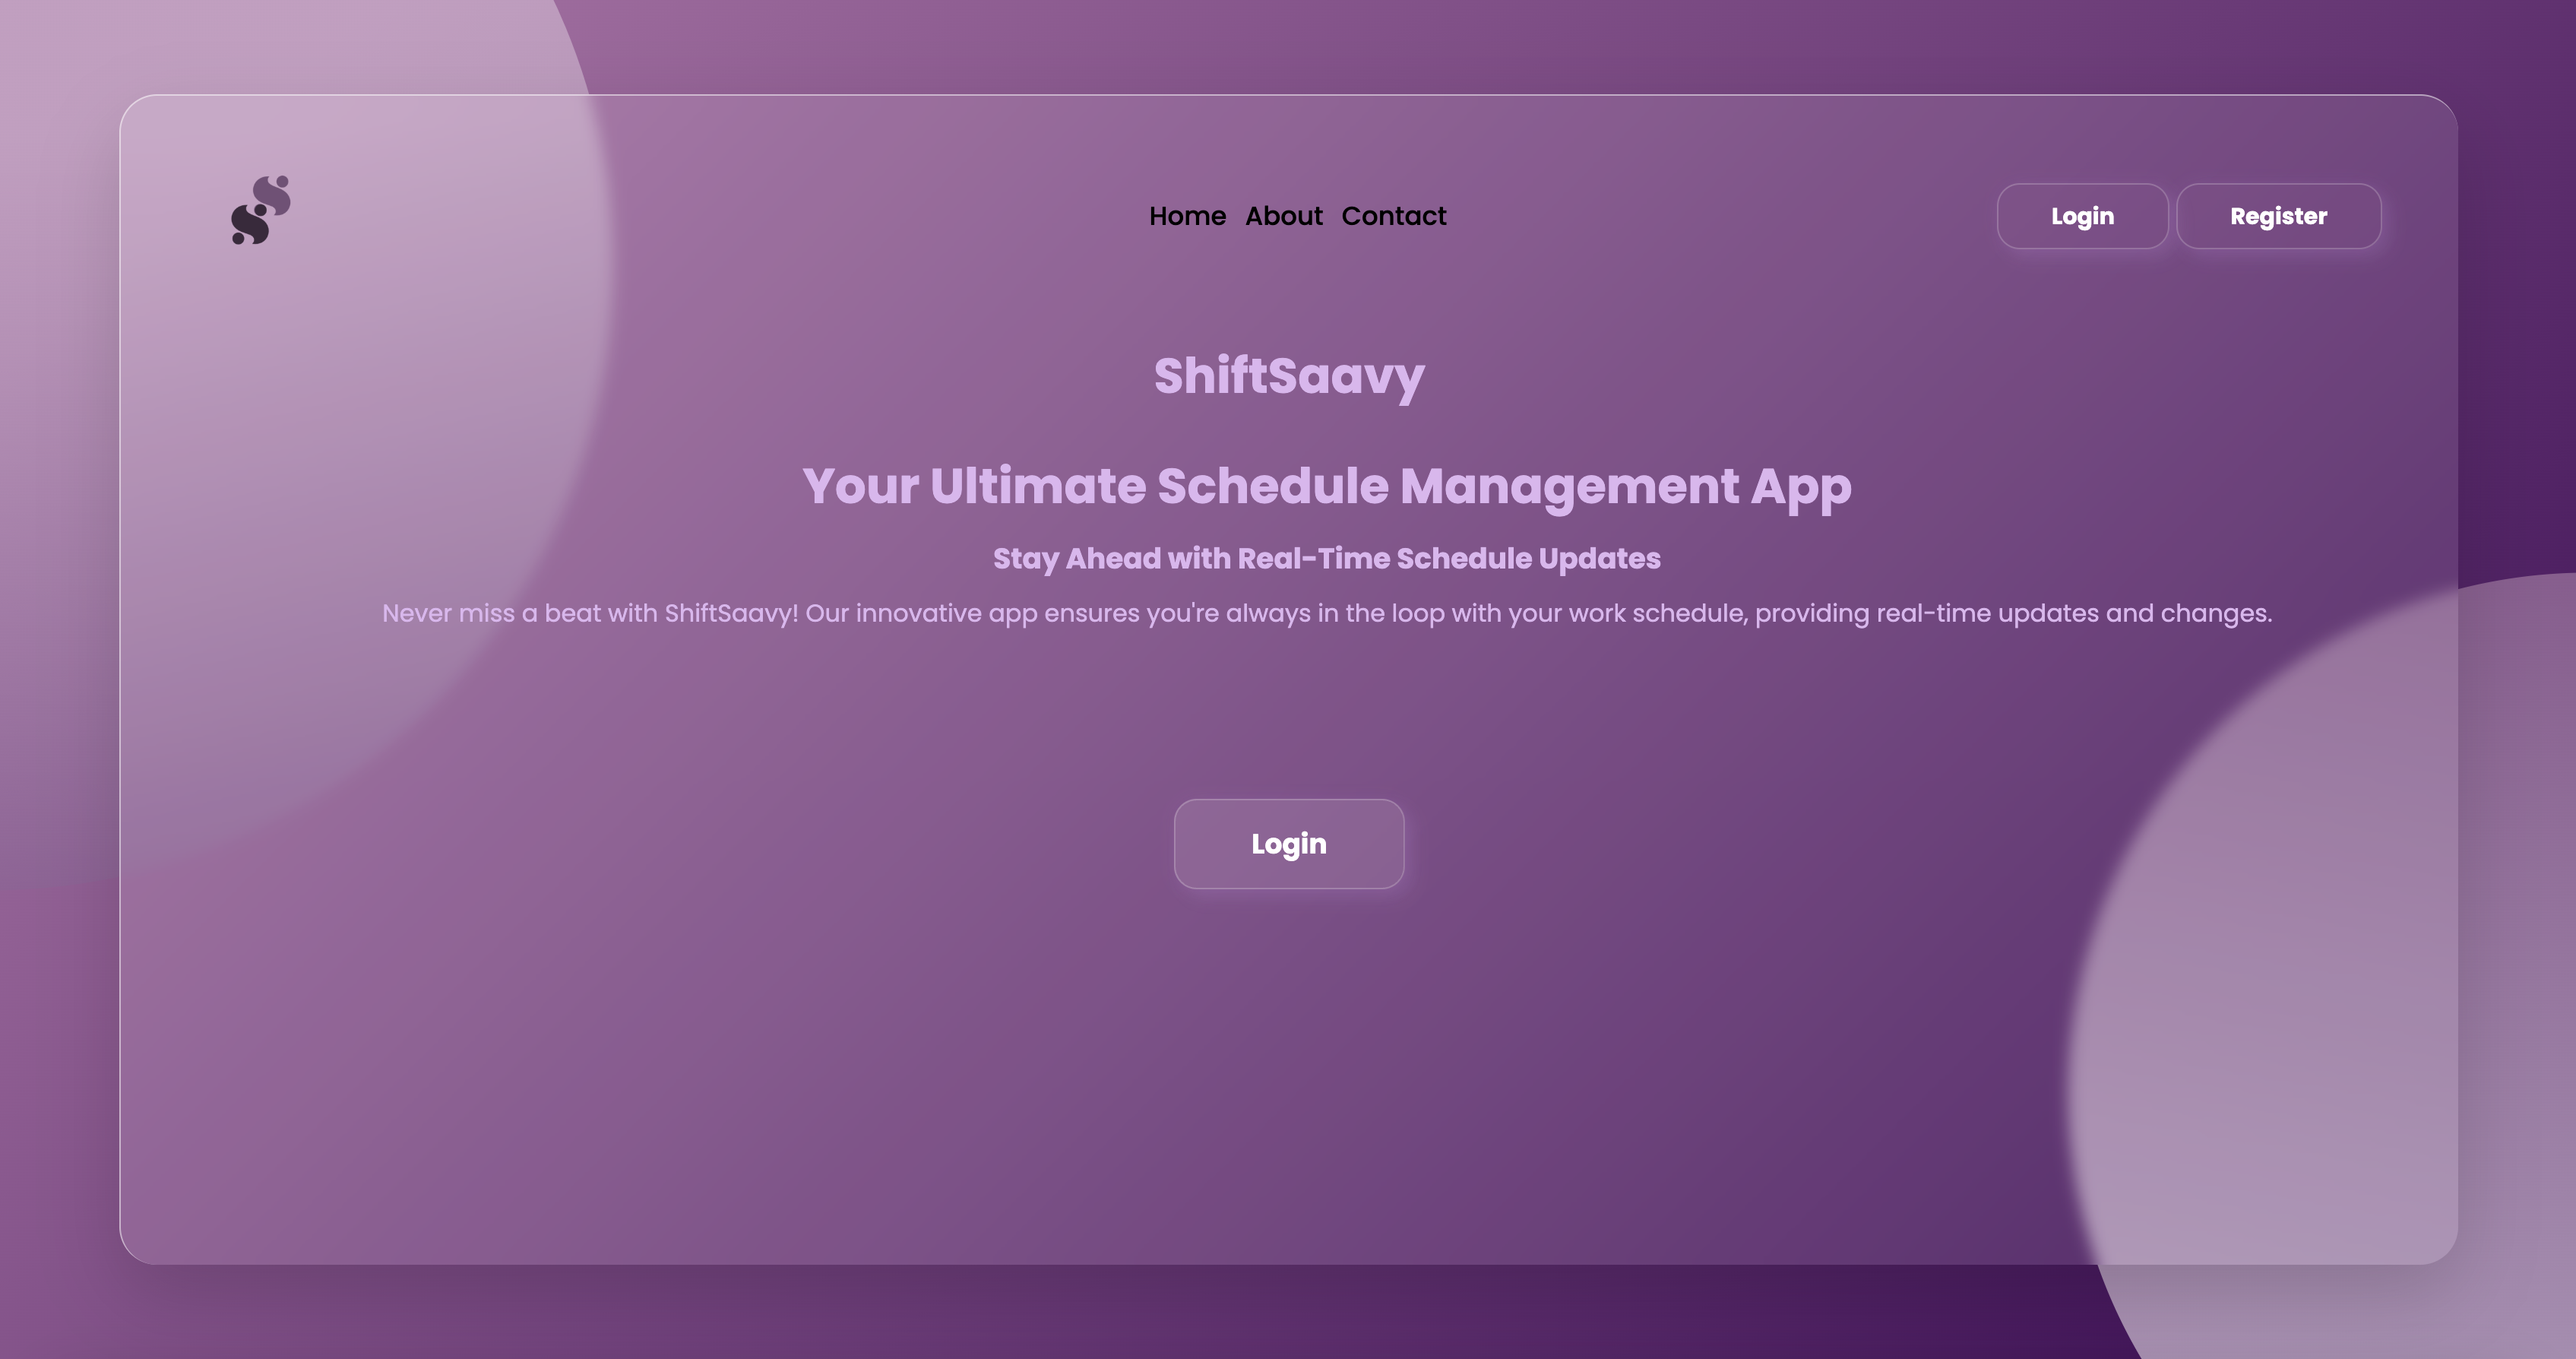 Home About Contact
Login Register
ShiftSaavy
Your Ultimate Schedule Management App
Stay Ahead with Real-Time Schedule Updates
Never miss a beat with ShiftSaavy! Our innovative app ensures you're always in the loop with your work schedule, providing real-time updates and changes.
Login